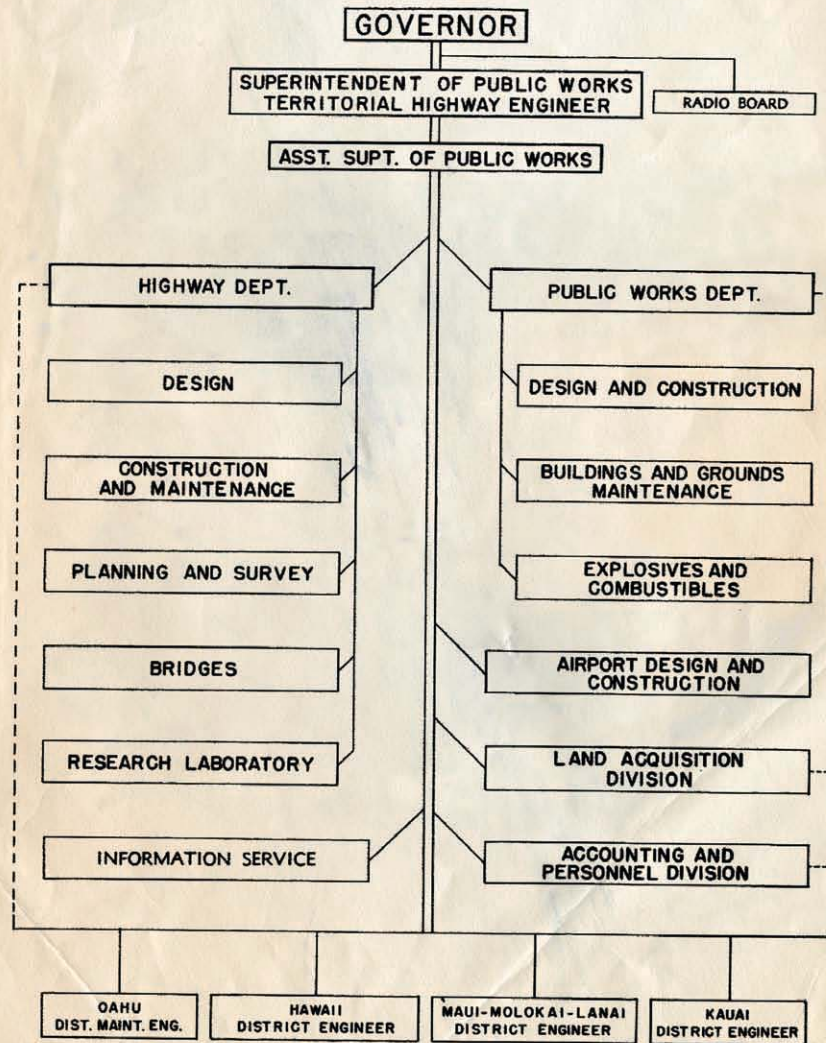 GOVERNOR
SUPERINTENDENT OF PUBLIC WORKS
TERRITORIAL HIGHWAY ENGINEER
RADIO BOARD
ASST. SUPT. OF PUBLIC WORKS
HIGHWAY DEPT.
DESIGN
CONSTRUCTION
AND MAINTENANCE
PLANNING AND SURVEY
BRIDGES
RESEARCH LABORATORY
INFORMATION SERVICE
PUBLIC WORKS DEPT.
DESIGN AND CONSTRUCTION
BUILDINGS AND GROUNDS
MAINTENANCE
EXPLOSIVES AND
COMBUSTIBLES
AIRPORT DESIGN AND
CONSTRUCTION
LAND ACQUISITION
DIVISION
ACCOUNTING AND
PERSONNEL DIVISION
OAHU
DIST. MAINT. ENG.
HAWAII
DISTRICT ENGINEER
MAUI-MOLOKAI-LANAI
DISTRICT ENGINEER
KAUAI
DISTRICT ENGINEER